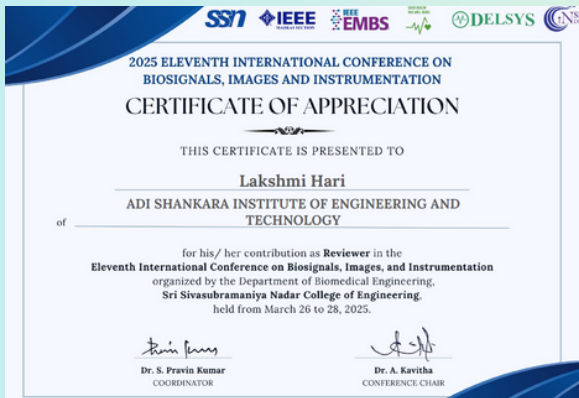 SSN IEEE MADRAS SECTION IEEE EMBS DELSYS
2025 ELEVENTH INTERNATIONAL CONFERENCE ON
BIOSIGNALS, IMAGES AND INSTRUMENTATION
CERTIFICATE OF APPRECIATION
THIS CERTIFICATE IS PRESENTED TO
Lakshmi Hari
ADI SHANKARA INSTITUTE OF ENGINEERING AND
of TECHNOLOGY
for his/ her contribution as Reviewer in the
Eleventh International Conference on Biosignals, Images, and Instrumentation
organized by the Department of Biomedical Engineering,
Sri Sivasubramaniya Nadar College of Engineering,
held from March 26 to 28, 2025.
Dr. S. Pravin Kumar Dr. A. Kavitha
COORDINATOR CONFERENCE CHAIR